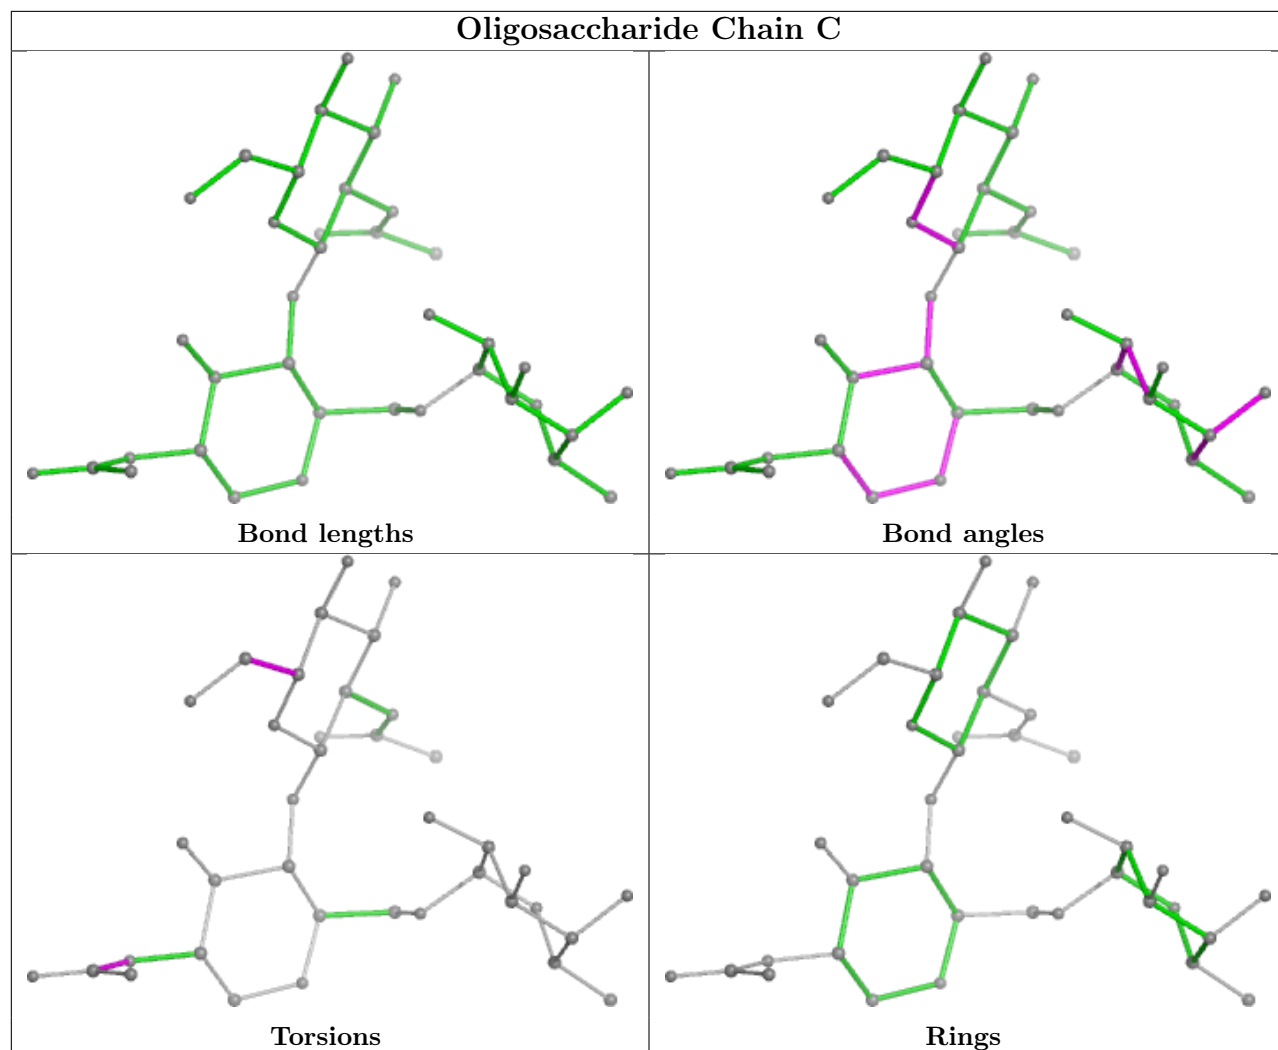 Oligosaccharide Chain C
Bond lengths
Bond angles
Torsions
Rings